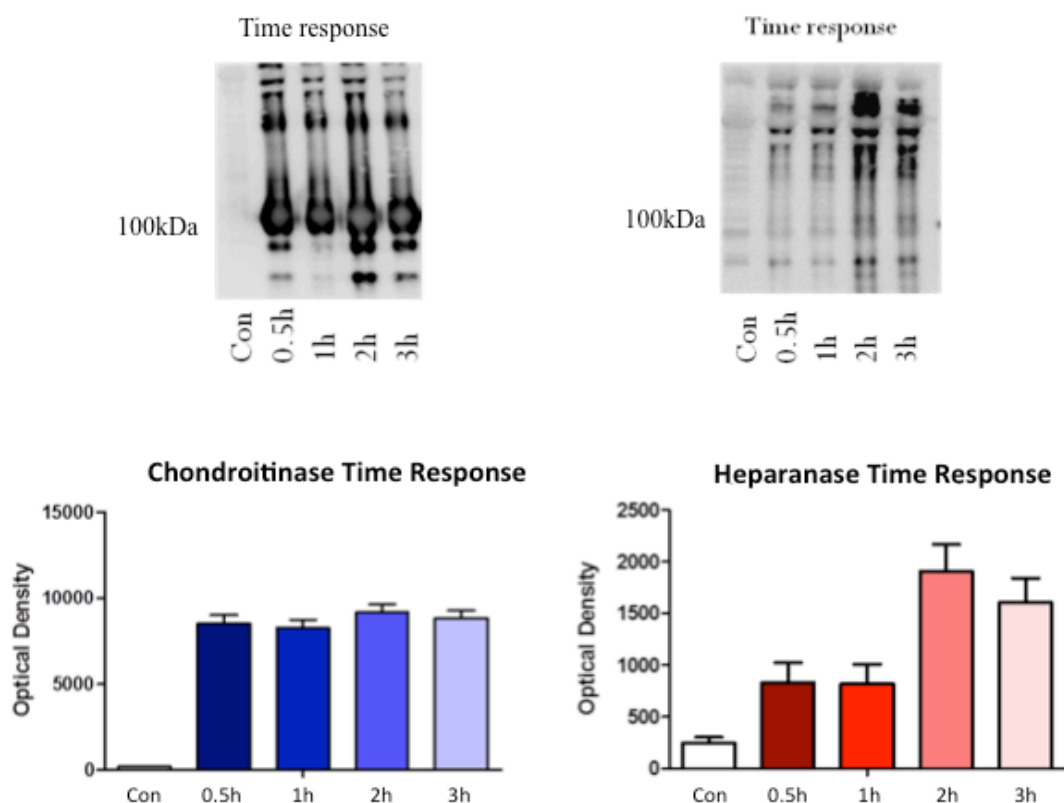 Time response
100kDa
Con
0.5h
1h
2h
3h
Time response
100kDa
Con
0.5h
1h
2h
3h
Chondroitinase Time Response
Optical Density
15000
10000
5000
0
Con 0.5h 1h 2h 3h
Heparanase Time Response
Optical Density
2500
2000
1500
1000
500
0
Con 0.5h 1h 2h 3h